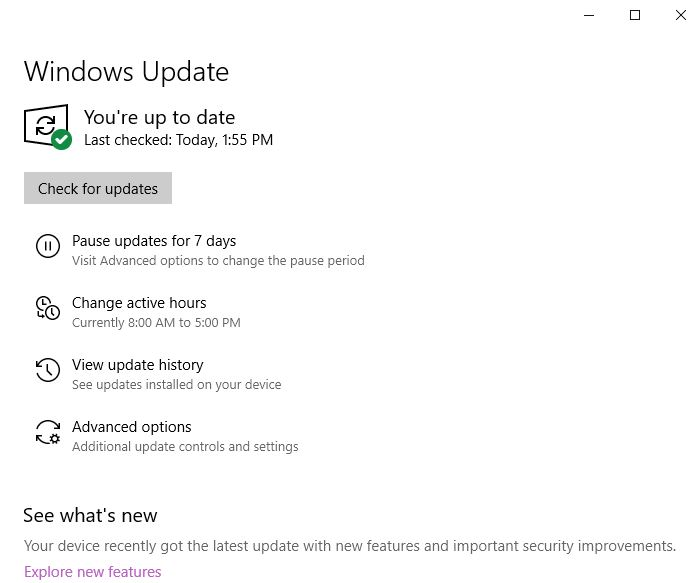 Windows Update
You're up to date
Last checked: Today, 1:55 PM
Check for updates
Pause updates for 7 days
Visit Advanced options to change the pause period
Change active hours
Currently 8:00 AM to 5:00 PM
View update history
See updates installed on your device
Advanced options
Additional update controls and settings
See what's new
Your device recently got the latest update with new features and important security improvements.
Explore new features